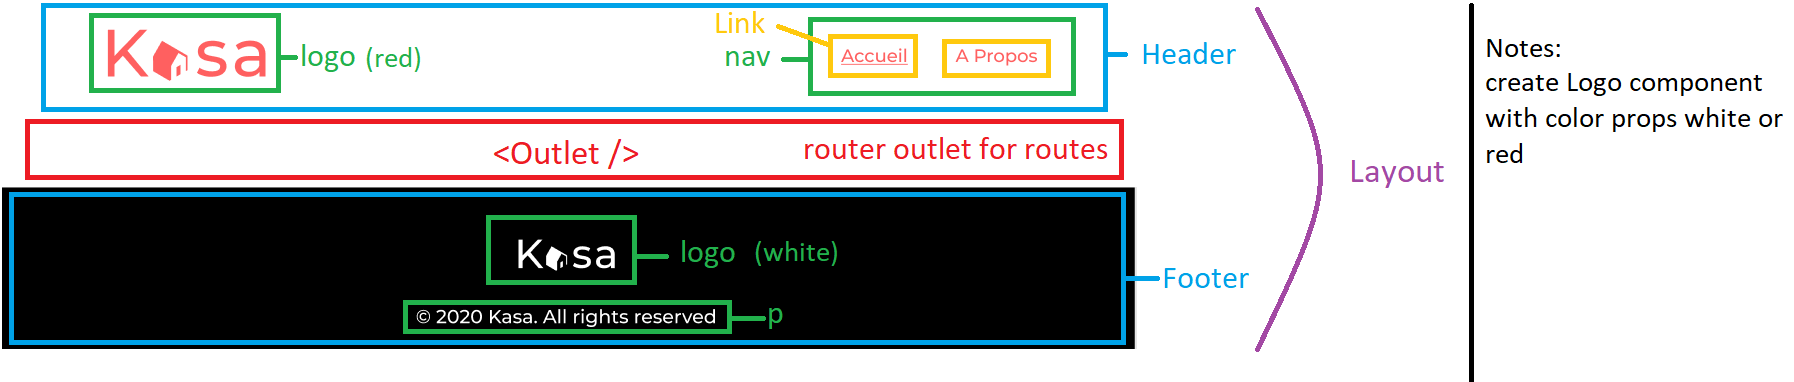 Kasa
logo (red)
Link
nav
Accueil
A Propos
Header
<Outlet />
router outlet for routes
Layout
Kasa
logo (white)
Footer
© 2020 Kasa. All rights reserved
p
Notes:
create Logo component
with color props white or
red